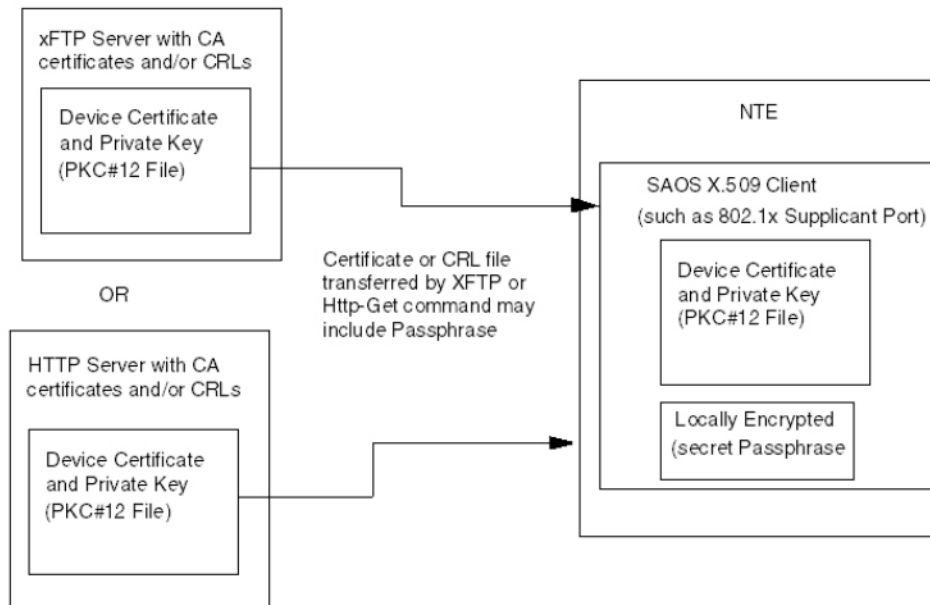 xFTP Server with CA
certificates and/or CRLs
Device Certificate
and Private Key
(PKC#12 File)
OR
HTTP Server with CA
certificates and/or CRLs
Device Certificate
and Private Key
(PKC#12 File)
Certificate or CRL file
transferred by XFTP or
Http-Get command may
include Passphrase
NTE
SAOS X.509 Client
(such as 802.1x Supplicant Port)
Device Certificate
and Private Key
(PKC#12 File)
Locally Encrypted
(secret Passphrase